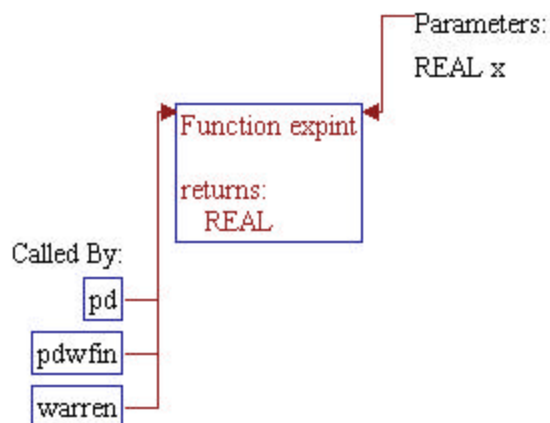 Parameters:
REAL x
Function expint
returns:
REAL
Called By:
pd
pdwfin
warren